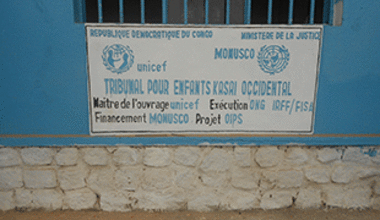 REPUBLIQUE DEMOCRATIQUE DU CONGO MINISTERE DE LA JUSTICE
unicef MONUSCO
TRIBUNAL POUR ENFANTS KASAI OCCIDENTAL
Maître de l'ouvrage unicef Exécution ONG IRFF/FISA
Financement MONUSCO Projet QIPS